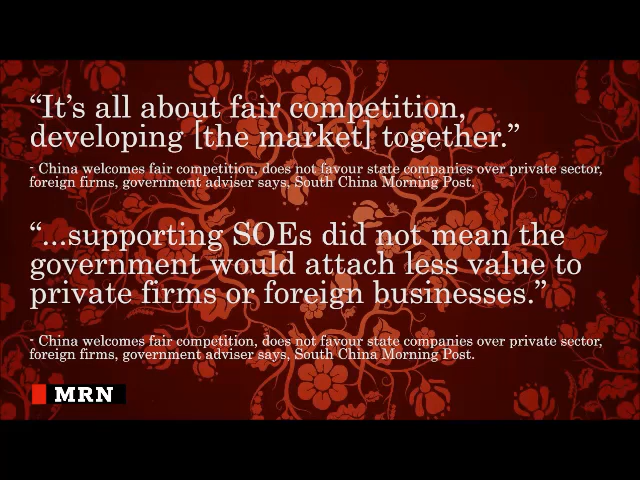 “It’s all about fair competition,
developing [the market] together.”
- China welcomes fair competition, does not favour state companies over private sector,
foreign firms, government adviser says, South China Morning Post.
“...supporting SOEs did not mean the
government would attach less value to
private firms or foreign businesses.”
- China welcomes fair competition, does not favour state companies over private sector,
foreign firms, government adviser says, South China Morning Post.
MRN